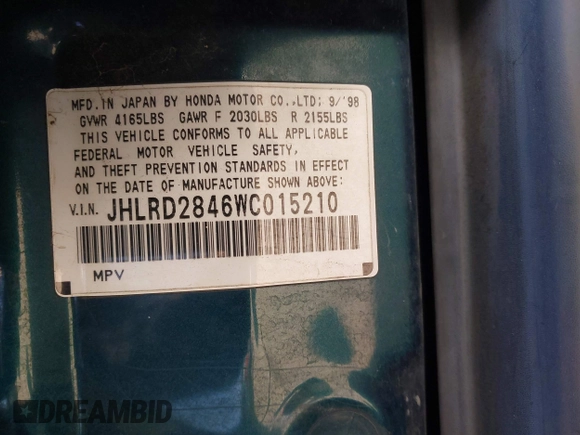 MFD. IN JAPAN BY HONDA MOTOR CO.,LTD; 9/'98
GVWR 4165LBS GAWR F 2030LBS R 2155LBS
THIS VEHICLE CONFORMS TO ALL APPLICABLE
FEDERAL MOTOR VEHICLE SAFETY,
AND THEFT PREVENTION STANDARDS IN EFFECT
ON THE DATE OF MANUFACTURE SHOWN ABOVE:
V.I.N. JHLRD2846WC015210
MPV
DREAMBID